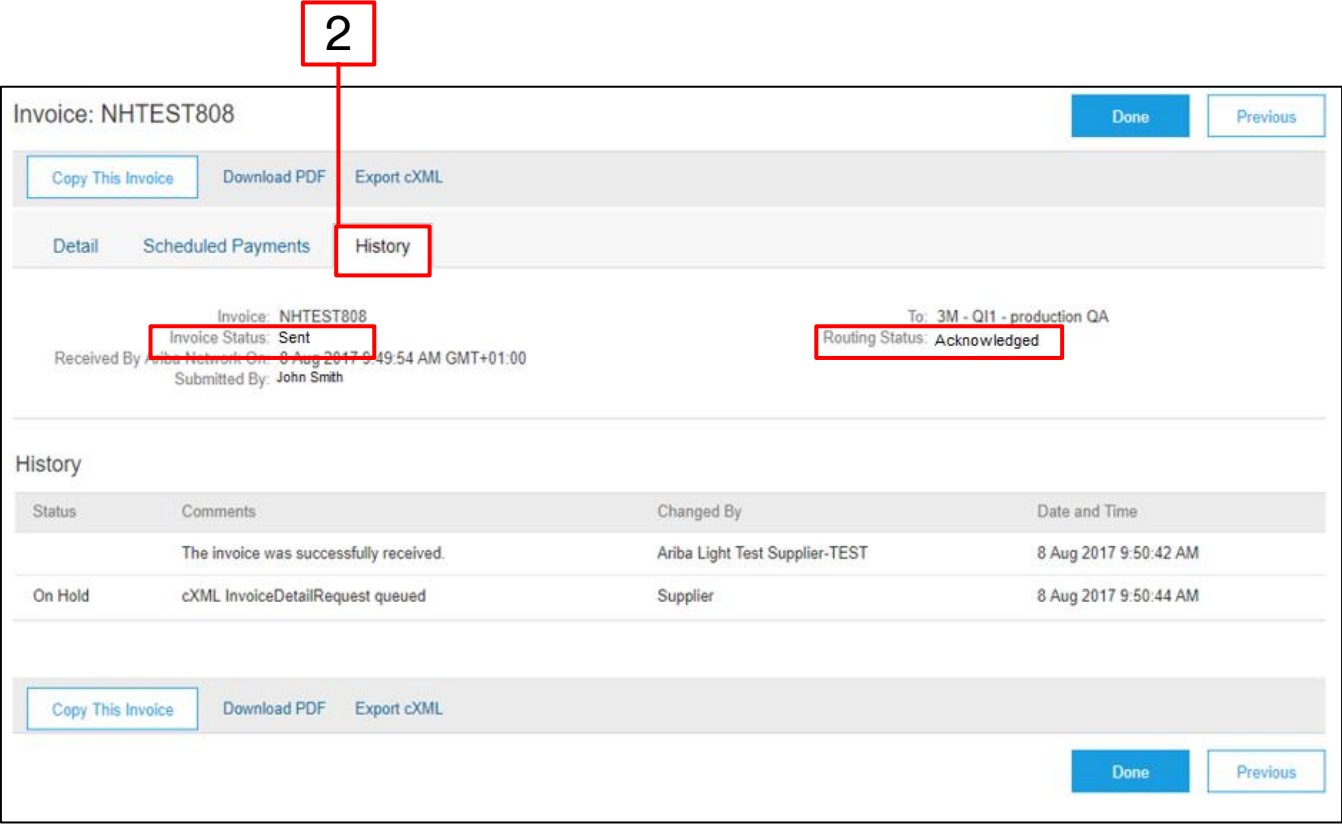 2
Invoice: NHTEST808
Done Previous
Copy This Invoice Download PDF Export cXML
Detail Scheduled Payments History
Invoice: NHTEST808 To: 3M - QI1 - production QA
Invoice Status: Sent Routing Status: Acknowledged
Received By Ariba Network On: 8 Aug 2017 9:49:54 AM GMT+01:00
Submitted By: John Smith
History
Status Comments Changed By Date and Time
The invoice was successfully received. Ariba Light Test Supplier-TEST 8 Aug 2017 9:50:42 AM
On Hold cXML InvoiceDetailRequest queued Supplier 8 Aug 2017 9:50:44 AM
Copy This Invoice Download PDF Export cXML
Done Previous